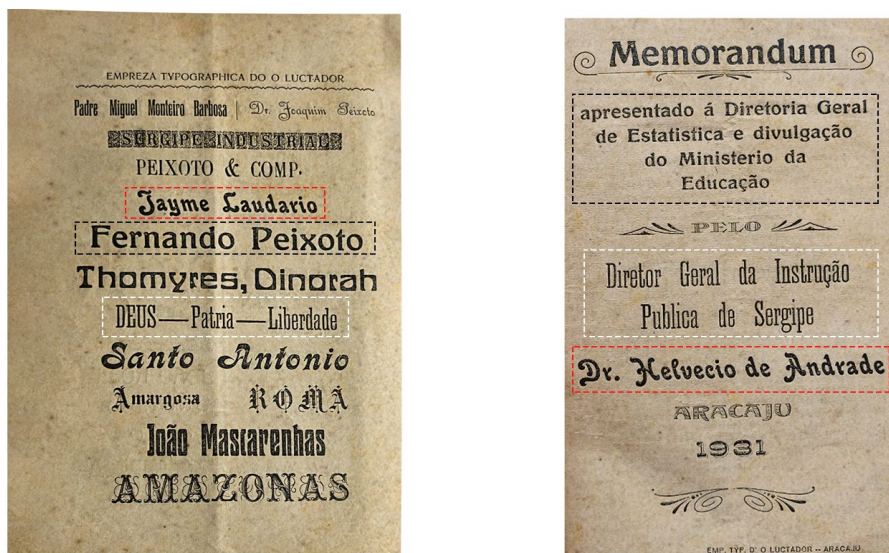 EMPREZA TYPOGRAPHICA DO O LUCTADOR
Padre Miguel Monteiro Barbosa | Dr. Joaquim Peixoto
SERGIPE INDUSTRIAL
PEIXOTO & COMP.
Jayme Laudario
Fernando Peixoto
Thomyres, Dinorah
DEUS — Patria — Liberdade
Santo Antonio
Amargosa ROMA
João Mascarenhas
AMAZONAS
Memorandum
apresentado á Diretoria Geral
de Estatistica e divulgação
do Ministerio da
Educação
PELO
Diretor Geral da Instrução
Publica de Sergipe
Dr. Helvecio de Andrade
ARACAJU
1931
EMP. TYP. D' O LUCTADOR -- ARACAJU